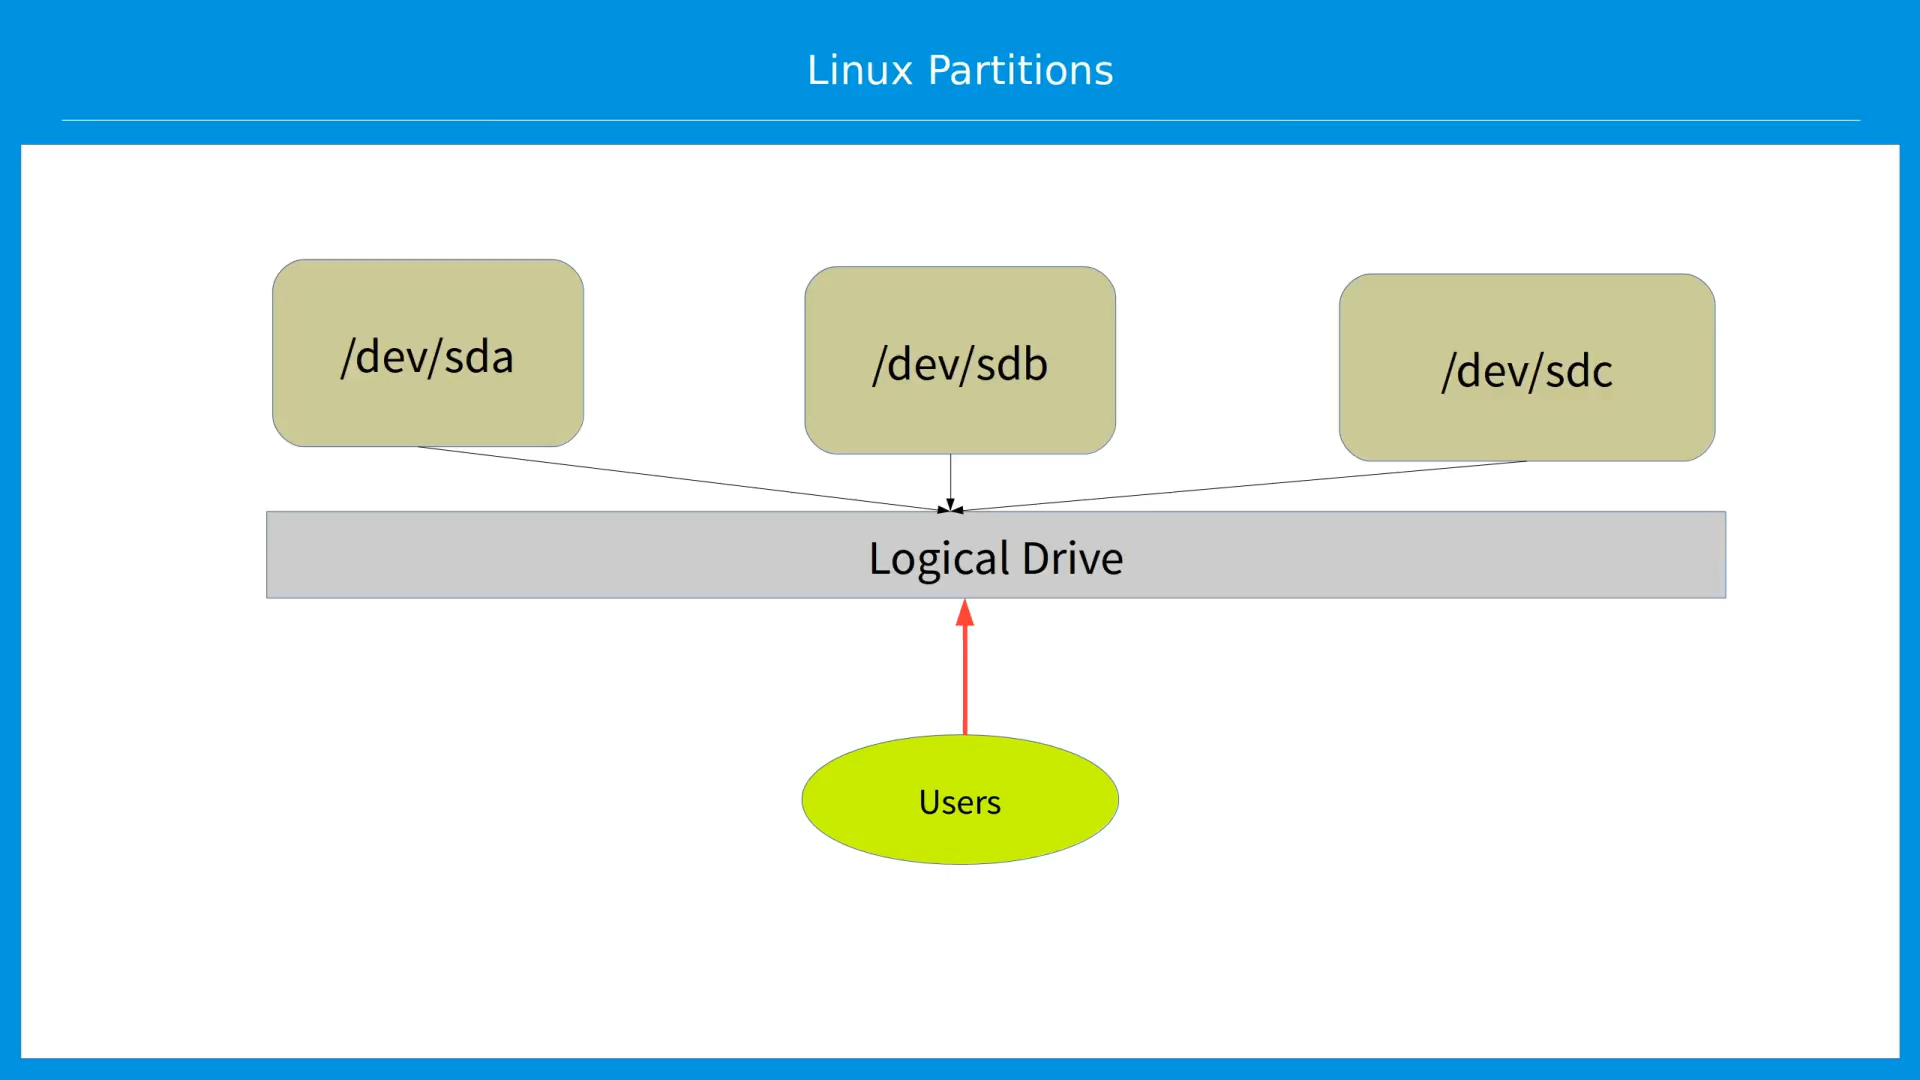 Linux Partitions
/dev/sda
/dev/sdb
/dev/sdc
Logical Drive
Users